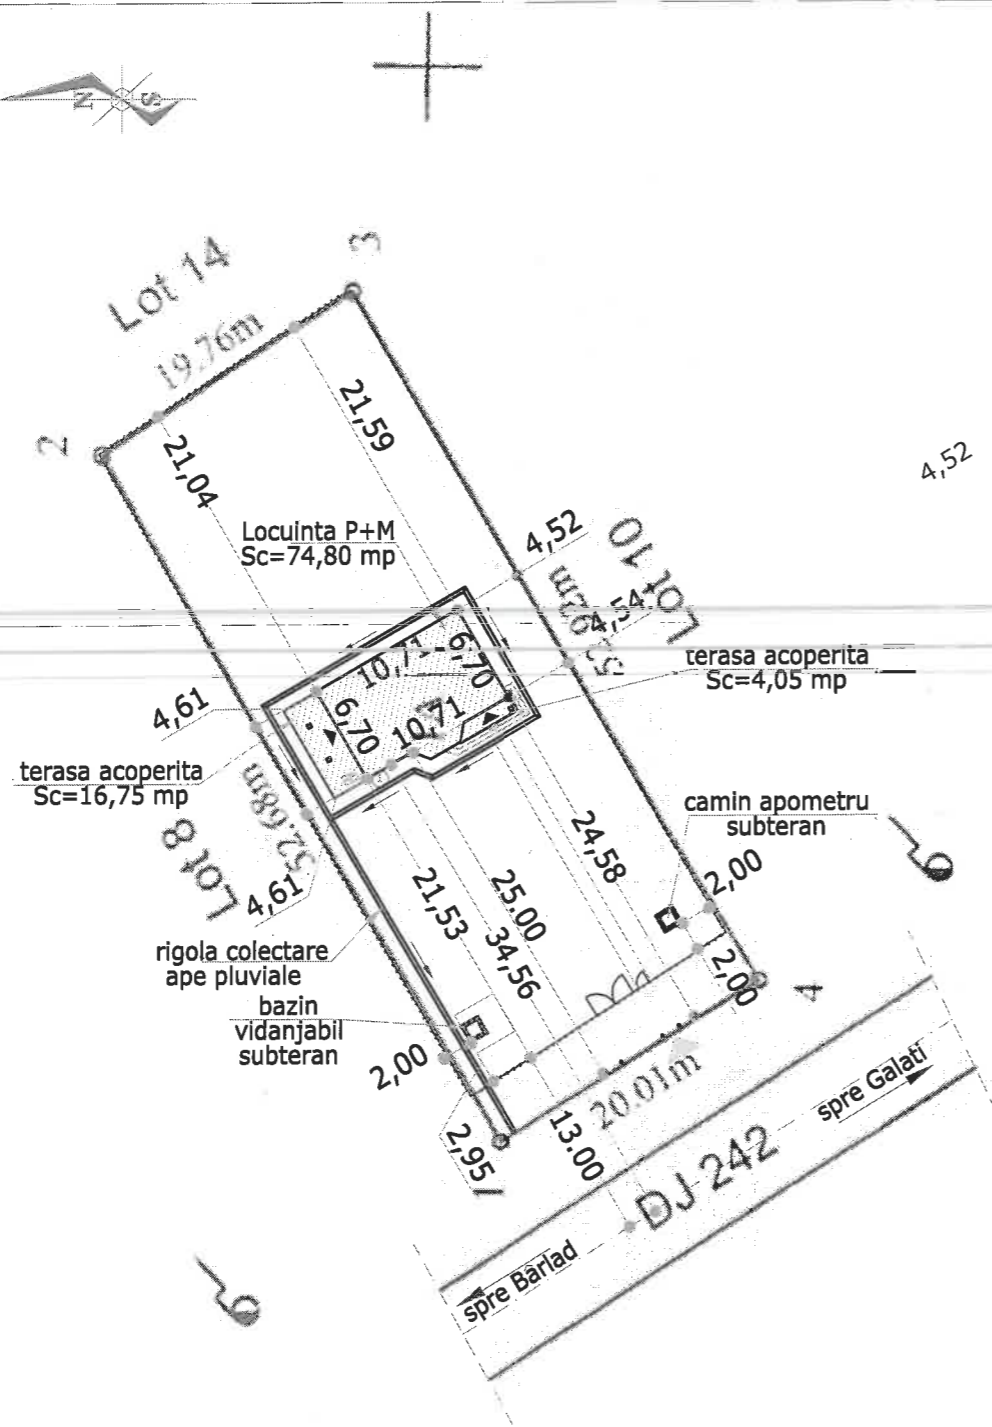 N
S
Lot 14
3
19.76m
2
21,59
21,04
4,52
Locuinta P+M
Sc=74,80 mp
4,52
Lot 10
4,54
10,71
6,70
terasa acoperita
Sc=4,05 mp
4,61
6,70
10,71
terasa acoperita
Sc=16,75 mp
52.68m
Lot 8
4,61
camin apometru
subteran
24,58
2,00
21,53
25.00
34,56
rigola colectare
ape pluviale
bazin
vidanjabil
subteran
2,00
2,00
4
20.01m
2,95
1
13.00
spre Galati
DJ 242
spre Bârlad